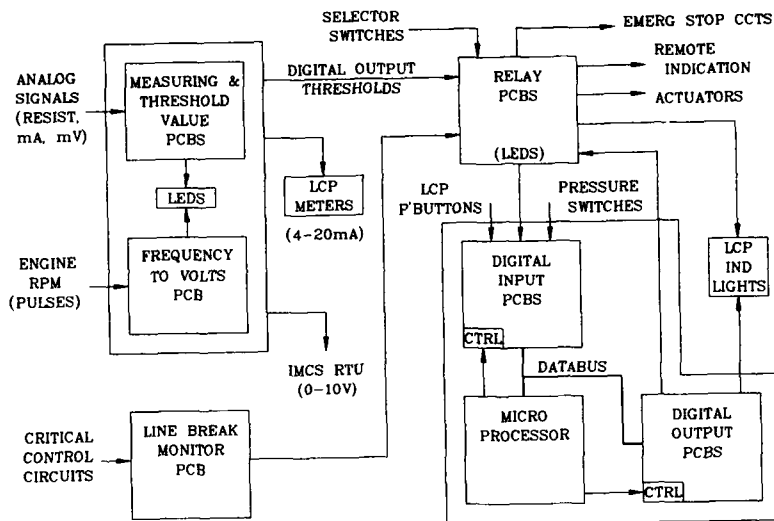 SELECTOR
SWITCHES
EMERG STOP CCTS
REMOTE
INDICATION
ACTUATORS
ANALOG
SIGNALS
(RESIST,
mA, mV)
MEASURING &
THRESHOLD
VALUE
PCBS
DIGITAL OUTPUT
THRESHOLDS
RELAY
PCBS
(LEDS)
LEDS
LCP
METERS
(4-20mA)
LCP
P'BUTTONS
PRESSURE
SWITCHES
ENGINE
RPM
(PULSES)
FREQUENCY
TO VOLTS
PCB
DIGITAL
INPUT
PCBS
CTRL
LCP
IND
LIGHTS
IMCS RTU
(0-10V)
DATABUS
CRITICAL
CONTROL
CIRCUITS
LINE BREAK
MONITOR
PCB
MICRO
PROCESSOR
DIGITAL
OUTPUT
PCBS
CTRL